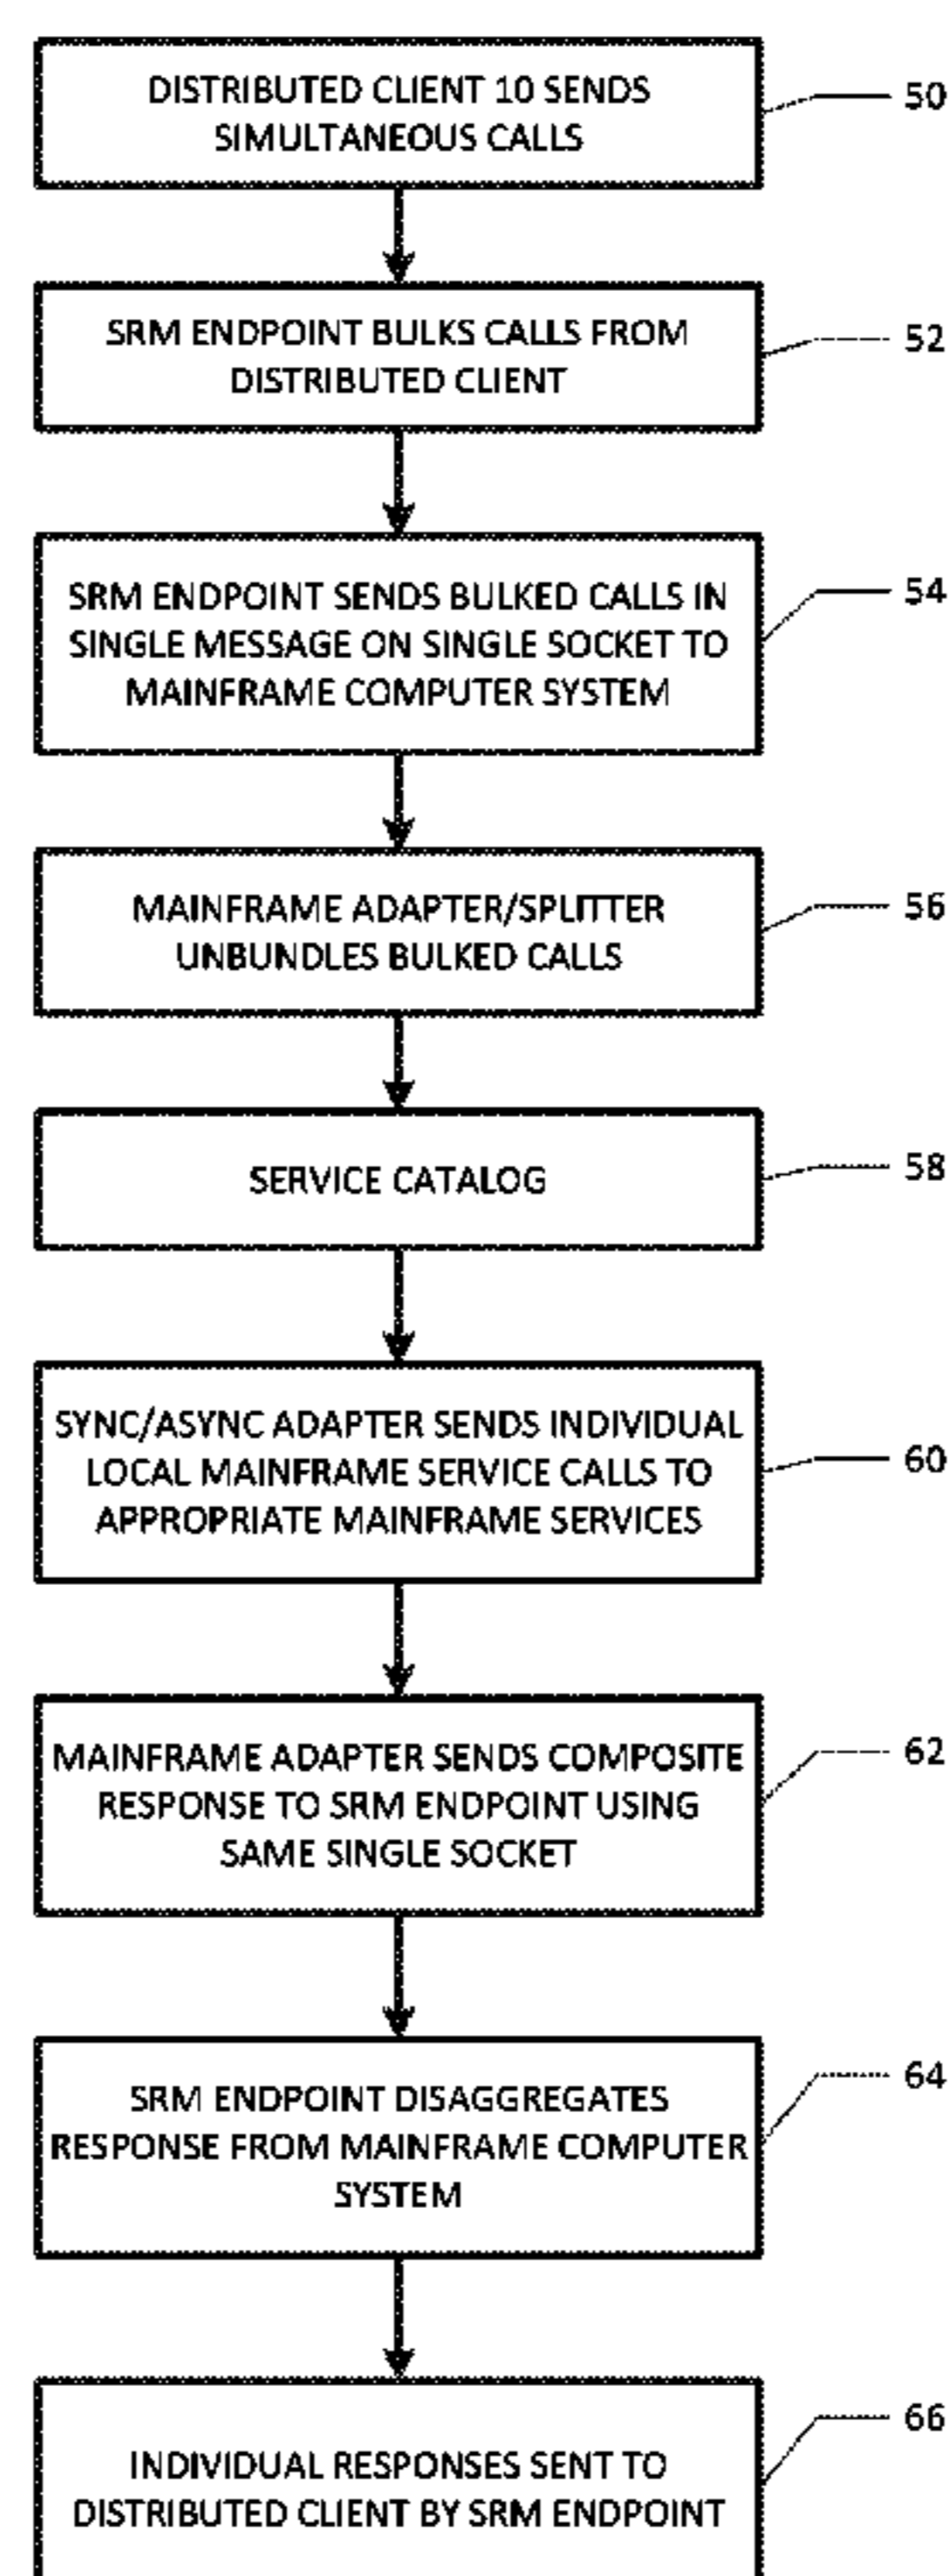 DISTRIBUTED CLIENT 10 SENDS
SIMULTANEOUS CALLS
50
SRM ENDPOINT BULKS CALLS FROM
DISTRIBUTED CLIENT
52
SRM ENDPOINT SENDS BULKED CALLS IN
SINGLE MESSAGE ON SINGLE SOCKET TO
MAINFRAME COMPUTER SYSTEM
54
MAINFRAME ADAPTER/SPLITTER
UNBUNDLES BULKED CALLS
56
SERVICE CATALOG
58
SYNC/ASYNC ADAPTER SENDS INDIVIDUAL
LOCAL MAINFRAME SERVICE CALLS TO
APPROPRIATE MAINFRAME SERVICES
60
MAINFRAME ADAPTER SENDS COMPOSITE
RESPONSE TO SRM ENDPOINT USING
SAME SINGLE SOCKET
62
SRM ENDPOINT DISAGGREGATES
RESPONSE FROM MAINFRAME COMPUTER
SYSTEM
64
INDIVIDUAL RESPONSES SENT TO
DISTRIBUTED CLIENT BY SRM ENDPOINT
66